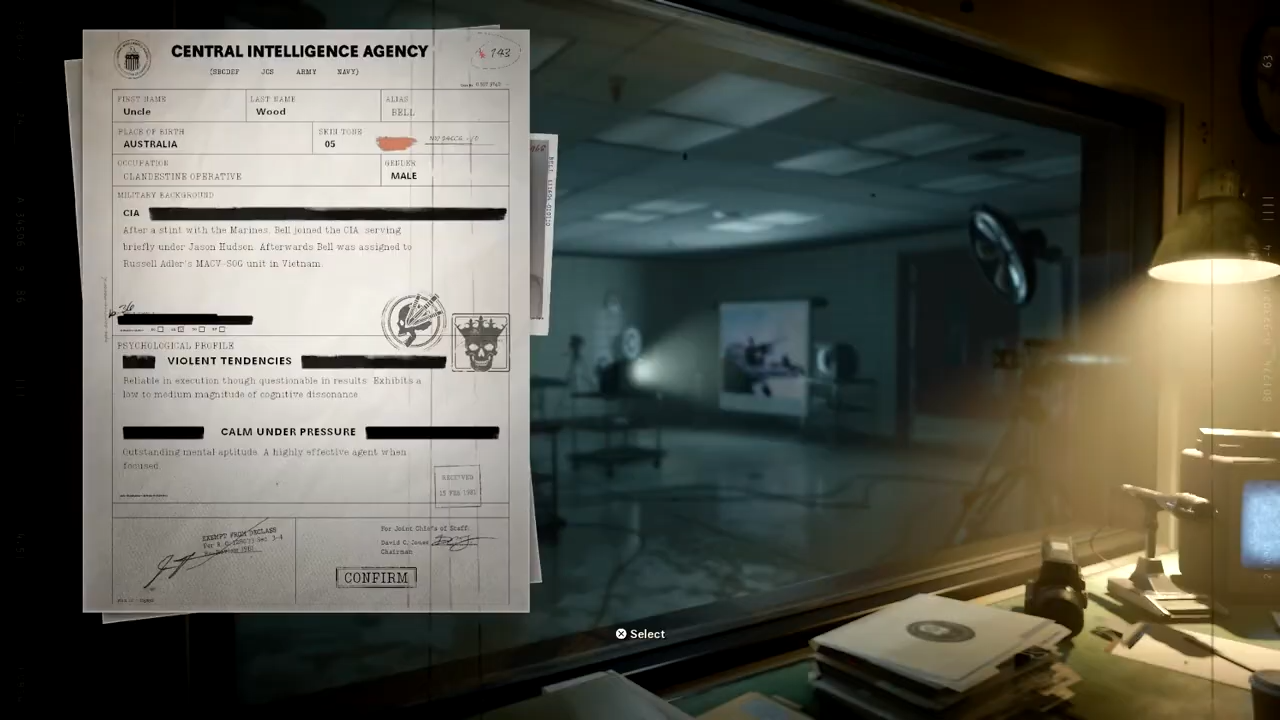 CENTRAL INTELLIGENCE AGENCY
143
(SBCDEF JCS ARMY NAVY)
FIRST NAME LAST NAME ALIAS
Uncle Wood BELL
PLACE OF BIRTH SKIN TONE
AUSTRALIA 05
OCCUPATION GENDER
CLANDESTINE OPERATIVE MALE
MILITARY BACKGROUND
CIA
After a stint with the Marines, Bell joined the CIA, serving
briefly under Jason Hudson. Afterwards Bell was assigned to
Russell Adler's MACV-SOG unit in Vietnam.
PSYCHOLOGICAL PROFILE
VIOLENT TENDENCIES
Reliable in execution though questionable in results. Exhibits a
low to medium magnitude of cognitive dissonance.
CALM UNDER PRESSURE
Outstanding mental aptitude. A highly effective agent when
focused.
RECEIVED
EXEMPT FROM DECLASS
For Joint Chie's of Staff,
David C. Jones
Chairman
CONFIRM
Select